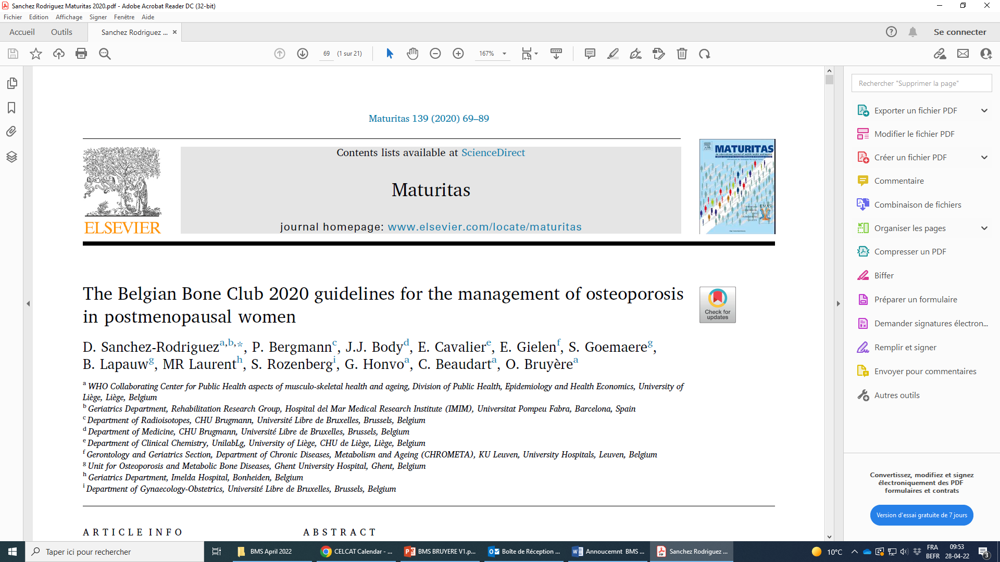 Sanchez Rodriguez Maturitas 2020.pdf - Adobe Acrobat Reader DC (32-bit)
Fichier Edition Affichage Signer Fenêtre Aide
Accueil Outils Sanchez Rodriguez ... × Se connecter
69 (1 sur 21) 167%
Rechercher "Supprimer la page"
Exporter un fichier PDF
Modifier le fichier PDF
Créer un fichier PDF
Commentaire
Combinaison de fichiers
Organiser les pages
Compresser un PDF
Biffer
Préparer un formulaire
Demander signatures électron...
Remplir et signer
Envoyer pour commentaires
Autres outils
Convertissez, modifiez et signez
électroniquement des PDF
formulaires et contrats
Version d'essai gratuite de 7 jours
Maturitas 139 (2020) 69–89
Contents lists available at ScienceDirect
Maturitas
journal homepage: www.elsevier.com/locate/maturitas
NON SOLUS
ELSEVIER
MATURITAS
An international journal of midlife health and beyond
EMAS
The Belgian Bone Club 2020 guidelines for the management of osteoporosis
in postmenopausal women
Check for
updates
D. Sanchez-Rodriguez a,b,*, P. Bergmann c, J.J. Body d, E. Cavalier e, E. Gielen f, S. Goemaere g,
B. Lapauw g, MR Laurent h, S. Rozenberg i, G. Honvo a, C. Beaudart a, O. Bruyère a
a WHO Collaborating Center for Public Health aspects of musculo-skeletal health and ageing, Division of Public Health, Epidemiology and Health Economics, University of
Liège, Liège, Belgium
b Geriatrics Department, Rehabilitation Research Group, Hospital del Mar Medical Research Institute (IMIM), Universitat Pompeu Fabra, Barcelona, Spain
c Department of Radioisotopes, CHU Brugmann, Université Libre de Bruxelles, Brussels, Belgium
d Department of Medicine, CHU Brugmann, Université Libre de Bruxelles, Brussels, Belgium
e Department of Clinical Chemistry, UnilabLg, University of Liège, CHU de Liège, Liège, Belgium
f Gerontology and Geriatrics Section, Department of Chronic Diseases, Metabolism and Ageing (CHROMETA), KU Leuven, University Hospitals, Leuven, Belgium
g Unit for Osteoporosis and Metabolic Bone Diseases, Ghent University Hospital, Ghent, Belgium
h Geriatrics Department, Imelda Hospital, Bonheiden, Belgium
i Department of Gynaecology-Obstetrics, Université Libre de Bruxelles, Brussels, Belgium
ARTICLE INFO ABSTRACT
Taper ici pour rechercher BMS April 2022 CELCAT Calendar - ... BMS BRUYERE V1.p... Boîte de Réception ... Annoucemnt BMS ... Sanchez Rodriguez ... 10°C FRA 09:53
BEFR 28-04-22 3